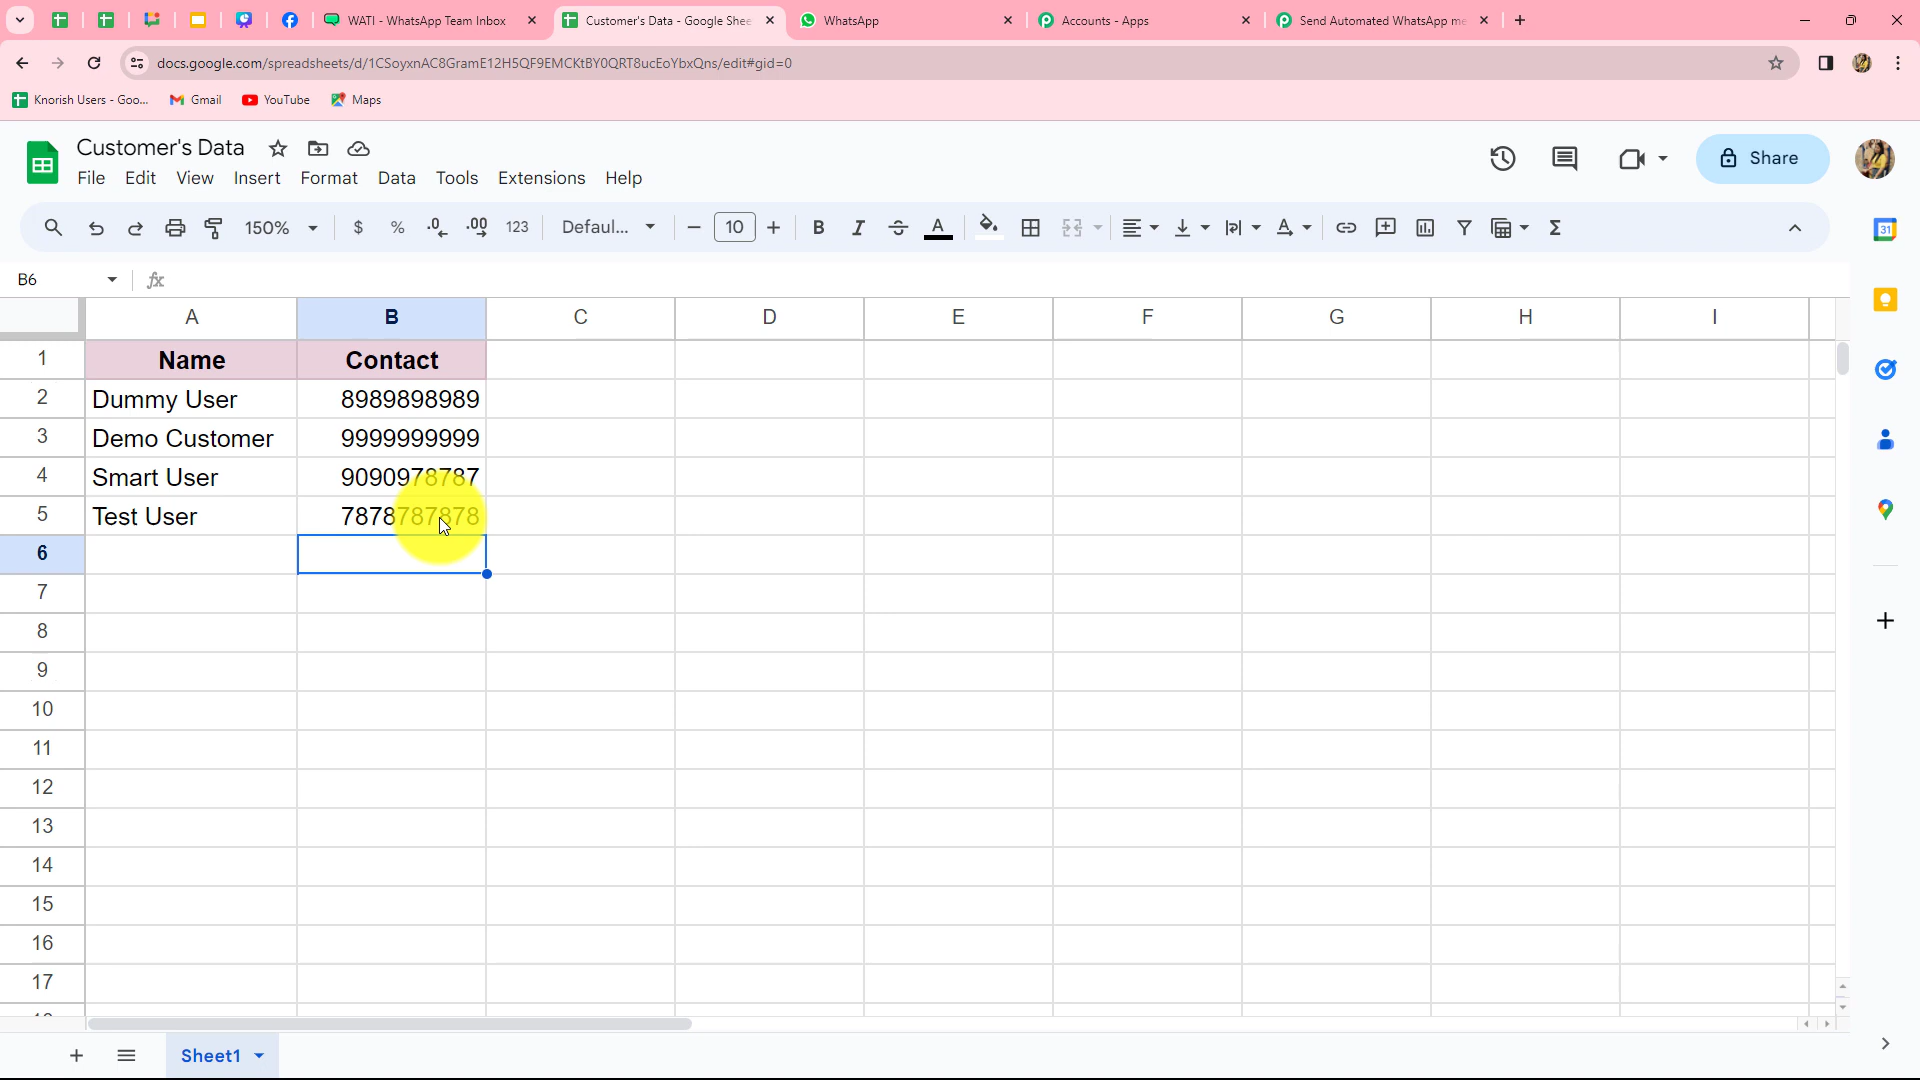 WATI - WhatsApp Team Inbox
Customer's Data - Google Shee
WhatsApp
Accounts - Apps
Send Automated WhatsApp me
docs.google.com/spreadsheets/d/1CSoyxnAC8GramE12H5QF9EMCKtBY0QRT8ucEoYbxQns/edit#gid=0
Knorish Users - Goo...
Gmail
YouTube
Maps
Customer's Data
Share
File Edit View Insert Format Data Tools Extensions Help
150% $ % .0 .00 123 Defaul... 10 B I A
31
B6 fx
A B C D E F G H I
1 Name Contact
2 Dummy User 8989898989
3 Demo Customer 9999999999
4 Smart User 9090978787
5 Test User 7878787878
6
7
8
9
10
11
12
13
14
15
16
17
Sheet1